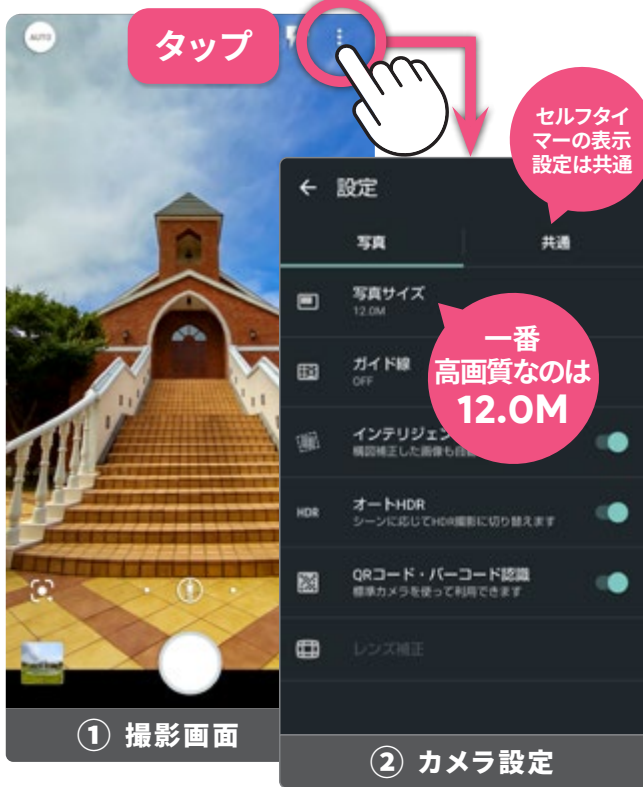 AUTO
タップ
セルフタイ
マーの表示
設定は共通
設定
写真
共通
写真サイズ
12.0M
一番
高画質なのは
12.0M
ガイド線
OFF
インテリジェン
構図補正した画像も自
HDR
オートHDR
シーンに応じてHDR撮影に切り替えます
QRコード・バーコード認識
標準カメラを使って利用できます
レンズ補正
① 撮影画面
② カメラ設定